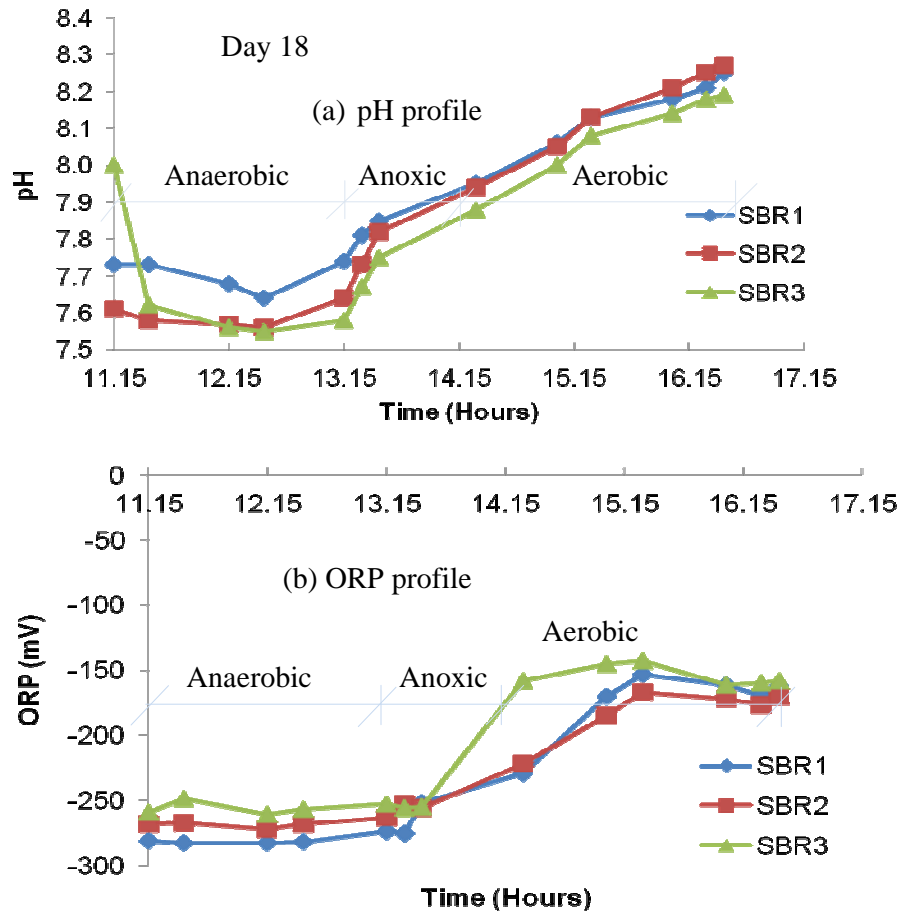 8.4
Day 18
8.3
8.2
(a) pH profile
8.1
pH
8.0
Anaerobic Anoxic Aerobic
7.9
SBR1
7.8
SBR2
7.7
SBR3
7.6
7.5
11.15 12.15 13.15 14.15 15.15 16.15 17.15
Time (Hours)
0
11.15 12.15 13.15 14.15 15.15 16.15 17.15
-50
(b) ORP profile
-100
ORP (mV)
Aerobic
-150
Anaerobic Anoxic
-200
SBR1
-250
SBR2
SBR3
-300
Time (Hours)